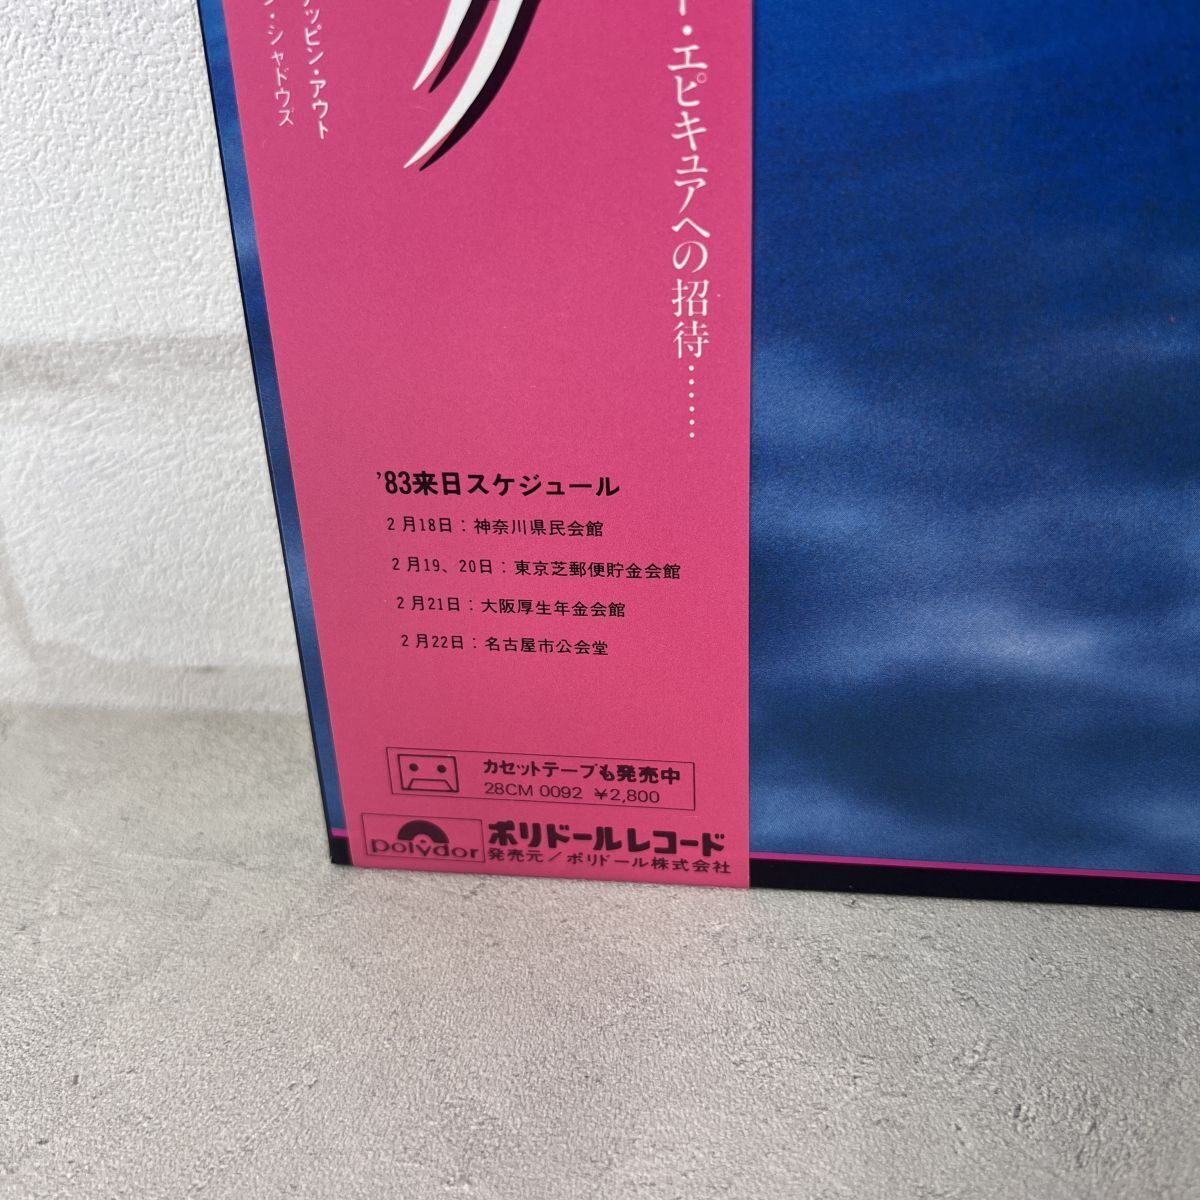 ・エピキュアへの招待……
ッピン・アウト
ン・シャドウズ
'83来日スケジュール
2月18日：神奈川県民会館
2月19、20日：東京芝郵便貯金会館
2月21日：大阪厚生年金会館
2月22日：名古屋市公会堂
カセットテープも発売中
28CM 0092 ¥2,800
polydor
ポリドールレコード
発売元／ポリドール株式会社